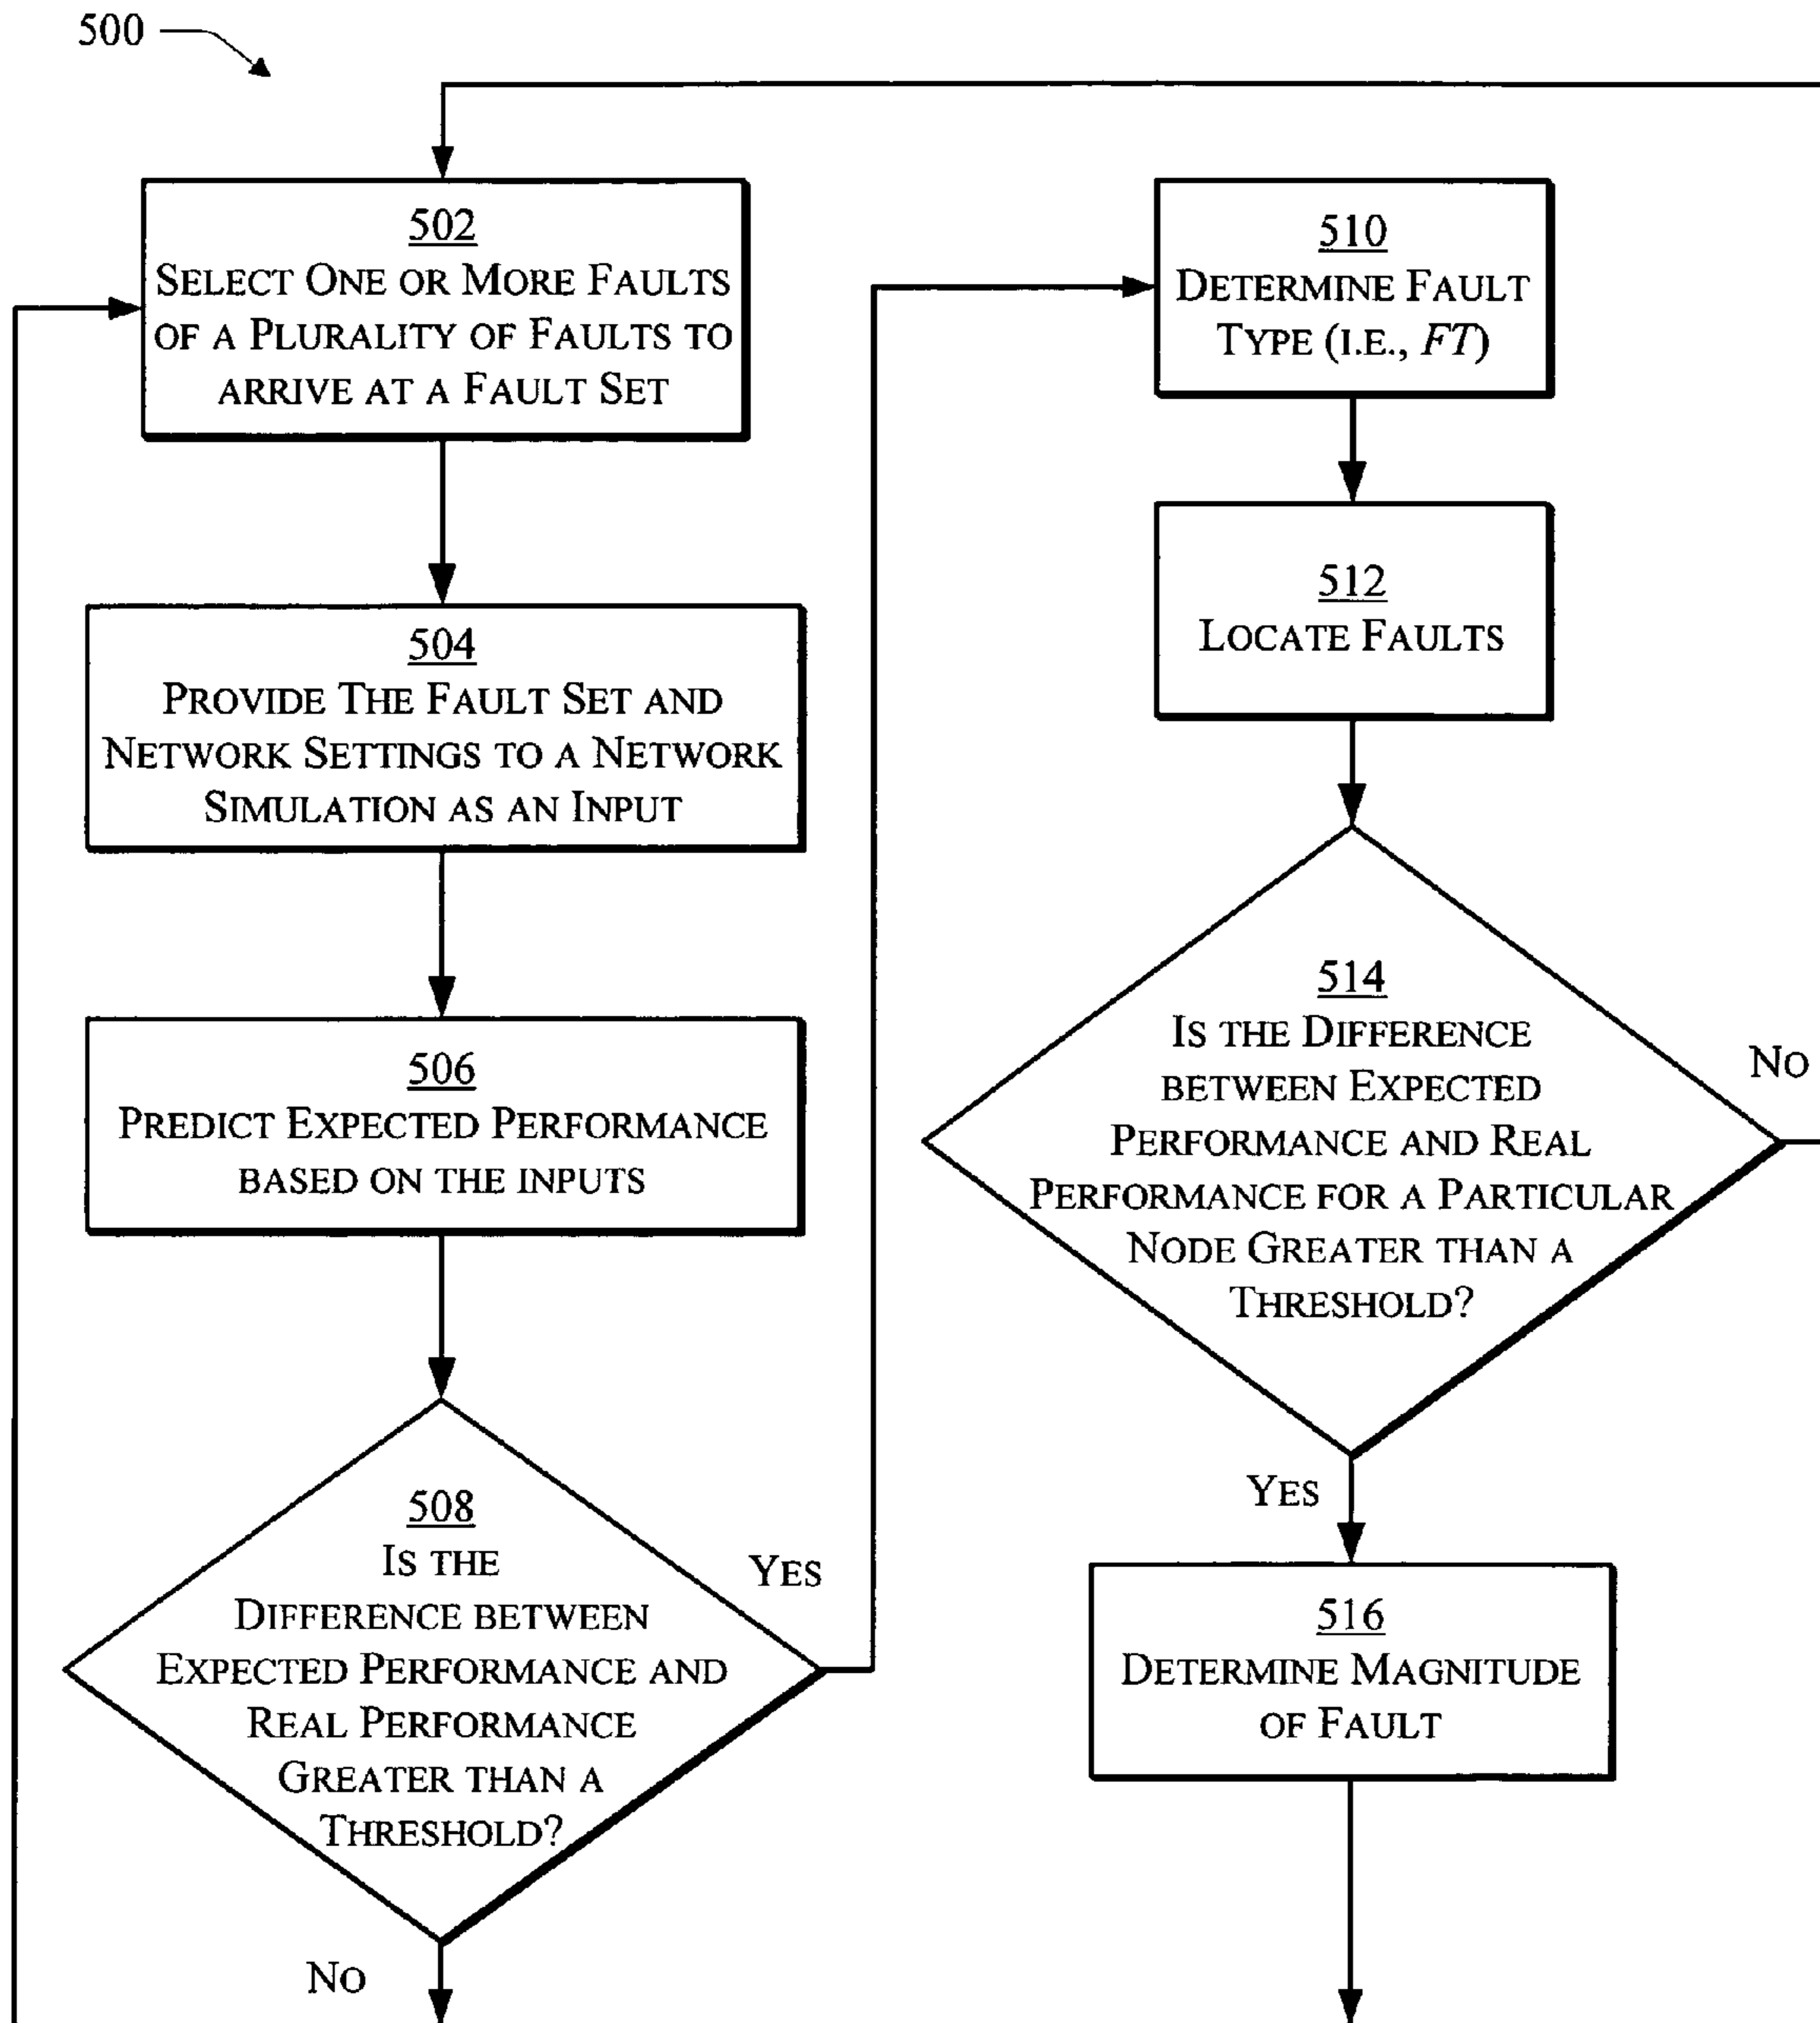 500
502
SELECT ONE OR MORE FAULTS
OF A PLURALITY OF FAULTS TO
ARRIVE AT A FAULT SET
504
PROVIDE THE FAULT SET AND
NETWORK SETTINGS TO A NETWORK
SIMULATION AS AN INPUT
506
PREDICT EXPECTED PERFORMANCE
BASED ON THE INPUTS
508
IS THE
DIFFERENCE BETWEEN
EXPECTED PERFORMANCE AND
REAL PERFORMANCE
GREATER THAN A
THRESHOLD?
YES
NO
510
DETERMINE FAULT
TYPE (I.E., FT)
512
LOCATE FAULTS
514
IS THE DIFFERENCE
BETWEEN EXPECTED
PERFORMANCE AND REAL
PERFORMANCE FOR A PARTICULAR
NODE GREATER THAN A
THRESHOLD?
NO
YES
516
DETERMINE MAGNITUDE
OF FAULT